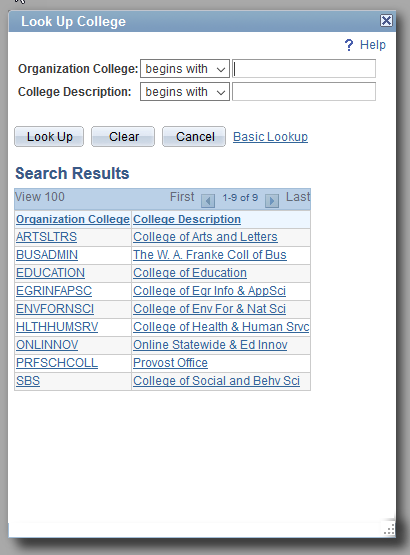 Look Up College
? Help
Organization College: begins with
College Description: begins with
Look Up Clear Cancel Basic Lookup
Search Results
View 100 First 1-9 of 9 Last
Organization College College Description
ARTSLTRS College of Arts and Letters
BUSADMIN The W. A. Franke Coll of Bus
EDUCATION College of Education
EGRINFAPSC College of Egr Info & AppSci
ENVFORNSCI College of Env For & Nat Sci
HLTHHUMSRV College of Health & Human Srvc
ONLINNOV Online Statewide & Ed Innov
PRFSCHCOLL Provost Office
SBS College of Social and Behv Sci